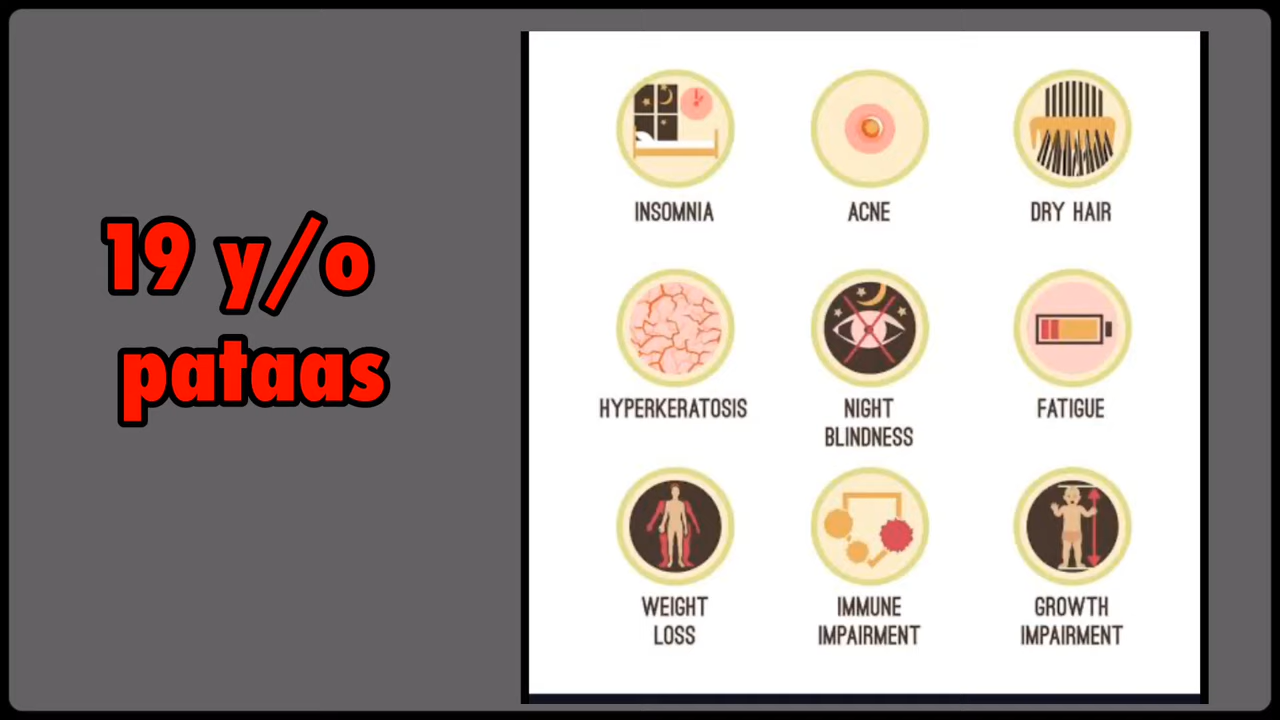 19 y/o
pataas
INSOMNIA
ACNE
DRY HAIR
HYPERKERATOSIS
NIGHT
BLINDNESS
FATIGUE
WEIGHT
LOSS
IMMUNE
IMPAIRMENT
GROWTH
IMPAIRMENT